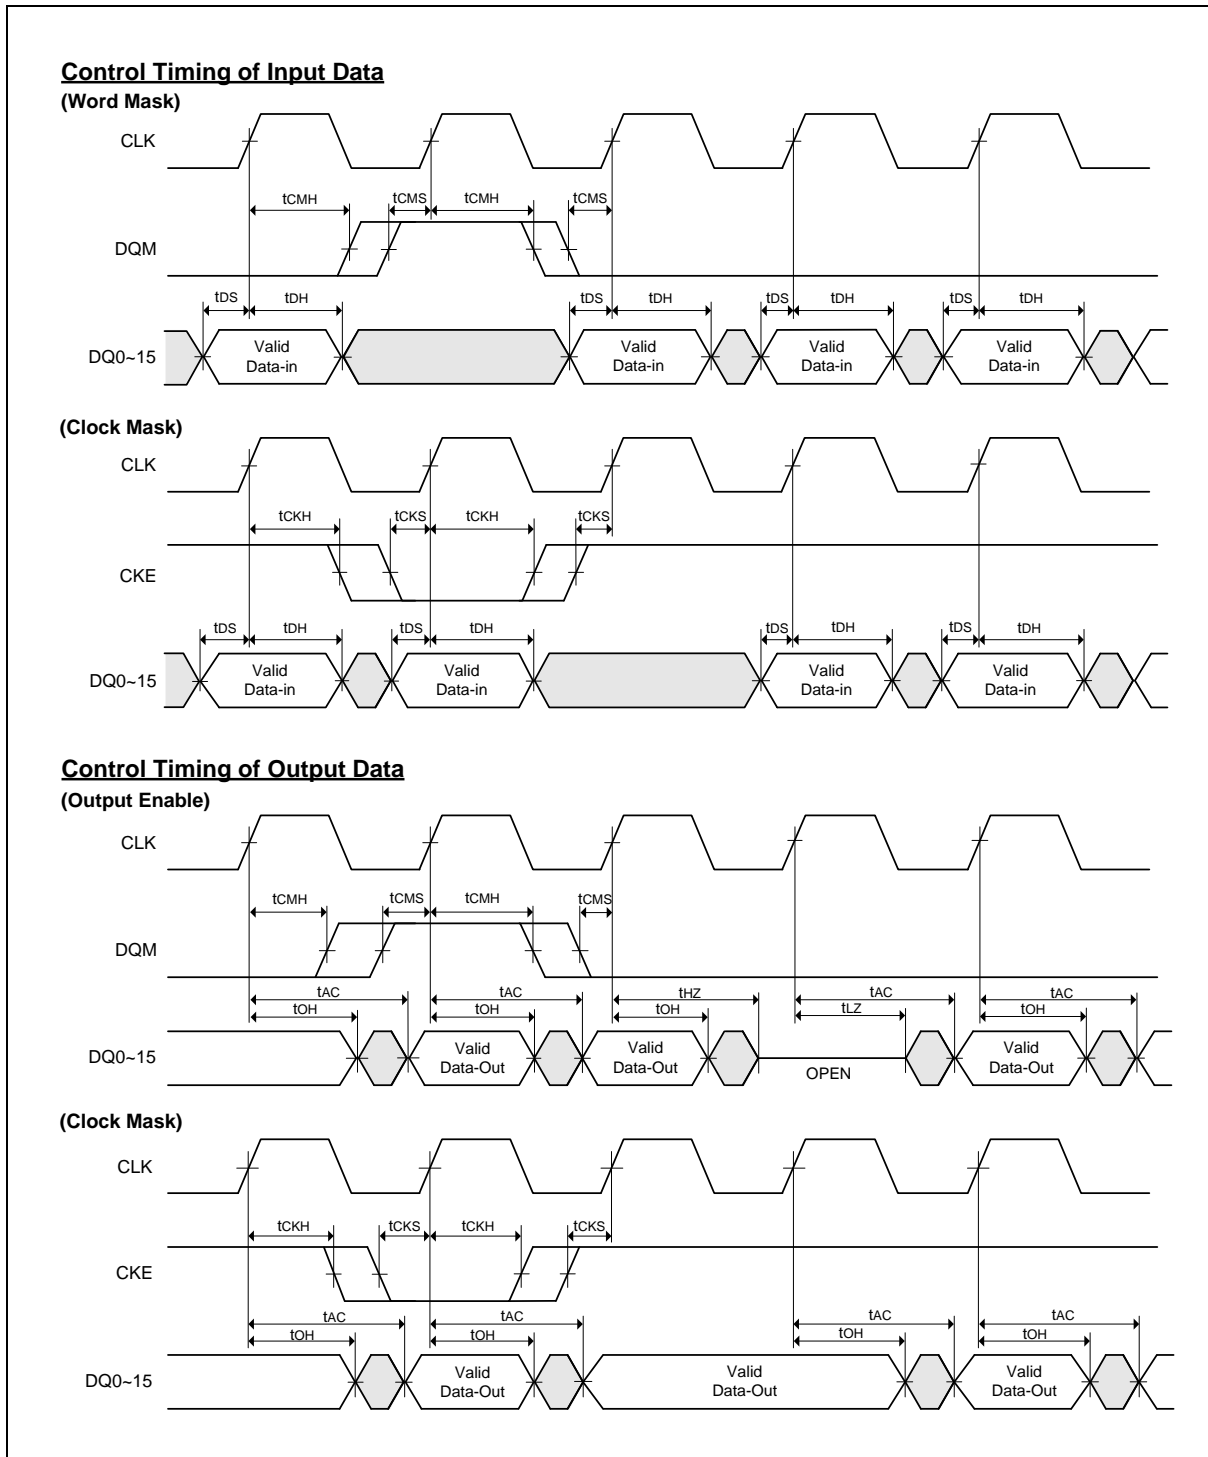 Control Timing of Input Data
(Word Mask)
CLK
tCMH tCMS tCMH tCMS
DQM
tDS tDH tDS tDH tDS tDH tDS tDH
DQ0~15
Valid Data-in
Valid Data-in
Valid Data-in
Valid Data-in
(Clock Mask)
CLK
tCKH tCKS tCKH tCKS
CKE
tDS tDH tDS tDH tDS tDH tDS tDH
DQ0~15
Valid Data-in
Valid Data-in
Valid Data-in
Valid Data-in
Control Timing of Output Data
(Output Enable)
CLK
tCMH tCMS tCMH tCMS
DQM
tAC tAC tHZ tAC tAC
tOH tOH tOH tLZ tOH
DQ0~15
Valid Data-Out
Valid Data-Out
OPEN
Valid Data-Out
(Clock Mask)
CLK
tCKH tCKS tCKH tCKS
CKE
tAC tAC tAC tAC
tOH tOH tOH tOH
DQ0~15
Valid Data-Out
Valid Data-Out
Valid Data-Out